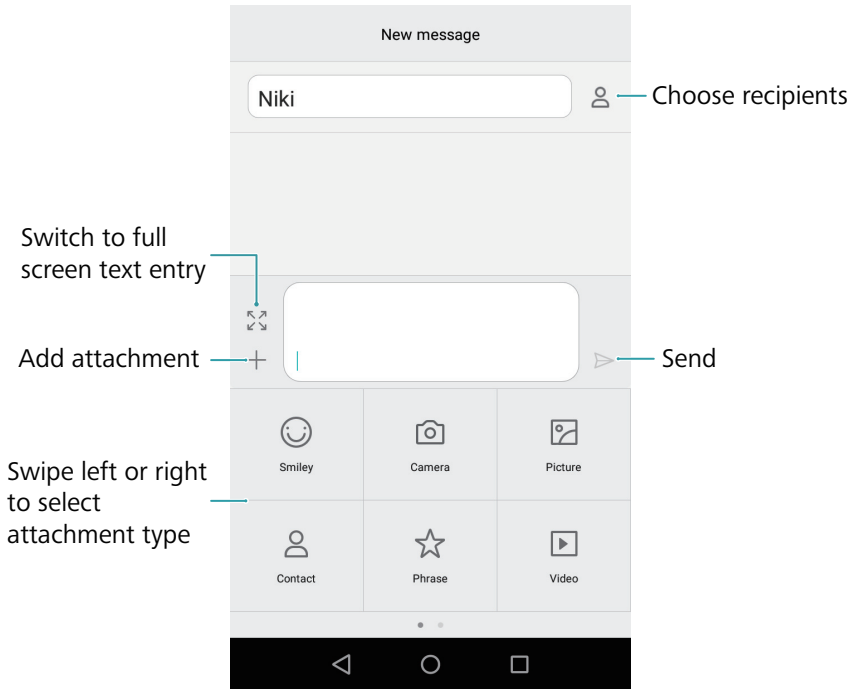 New message
Niki
Choose recipients
Switch to full
screen text entry
Add attachment
Send
Smiley
Camera
Picture
Swipe left or right
to select
attachment type
Contact
Phrase
Video